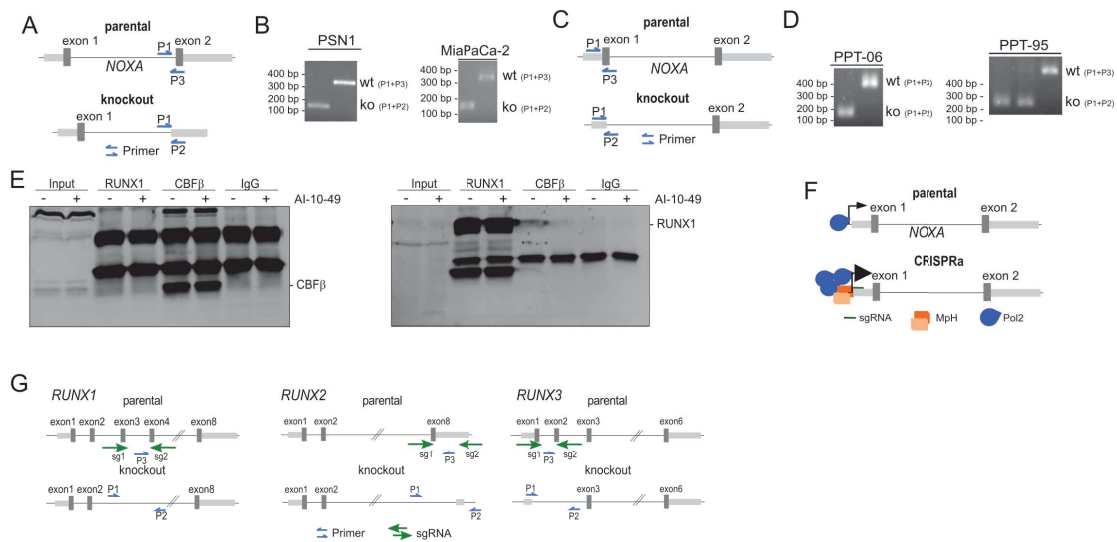 A
parental
exon 1
P1
exon 2
NOXA
P3
knockout
exon 1
P1
P2
Primer
B
PSN1
400 bp -
300 bp -
200 bp -
100 bp -
wt (P1+P3)
ko (P1+P2)
MiaPaCa-2
400 bp -
300 bp -
200 bp -
100 bp -
wt (P1+P3)
ko (P1+P2)
C
parental
P1
exon 1
exon 2
P3
NOXA
knockout
P1
exon 2
P2
Primer
D
PPT-06
400 bp -
300 bp -
200 bp -
100 bp -
wt
ko
PPT-95
400 bp -
300 bp -
200 bp -
100 bp -
wt (P1+P3)
ko (P1+P2)
E
Input RUNX1 CBFβ IgG
- + - + - + - + AI-10-49
- CBFβ
Input RUNX1 CBFβ IgG
- + - + - + - + AI-10-49
- RUNX1
F
parental
exon 1
exon 2
NOXA
CRISPRa
exon 1
exon 2
sgRNA
MpH
Pol2
G
RUNX1
parental
exon1 exon2 exon3 exon4 exon8
sg1 P3 sg2
knockout
exon1 exon2 P1 exon8
P2
RUNX2
parental
exon1 exon2 exon8
sg1 P3 sg2
knockout
exon1 exon2 P1
P2
RUNX3
parental
exon1 exon2 exon3 exon6
sg1 P3 sg2
knockout
P1 exon3 exon6
P2
Primer
sgRNA